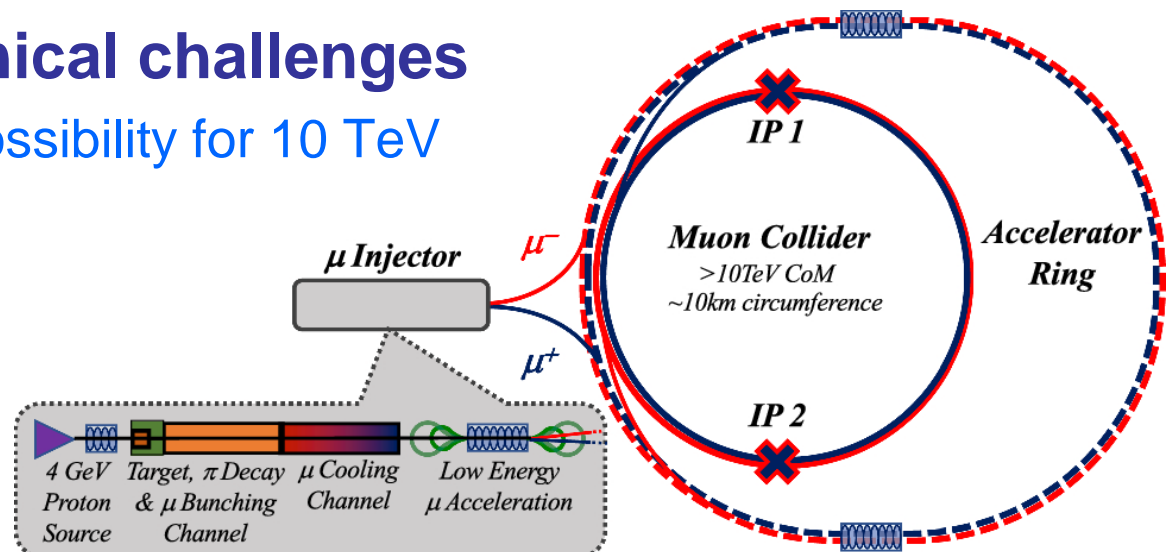 nical challenges
ossibility for 10 TeV
IP 1
μ−
μ Injector
Muon Collider
>10TeV CoM
~10km circumference
Accelerator
Ring
μ+
IP 2
4 GeV
Proton
Source
Target, π Decay
& μ Bunching
Channel
μ Cooling
Channel
Low Energy
μ Acceleration